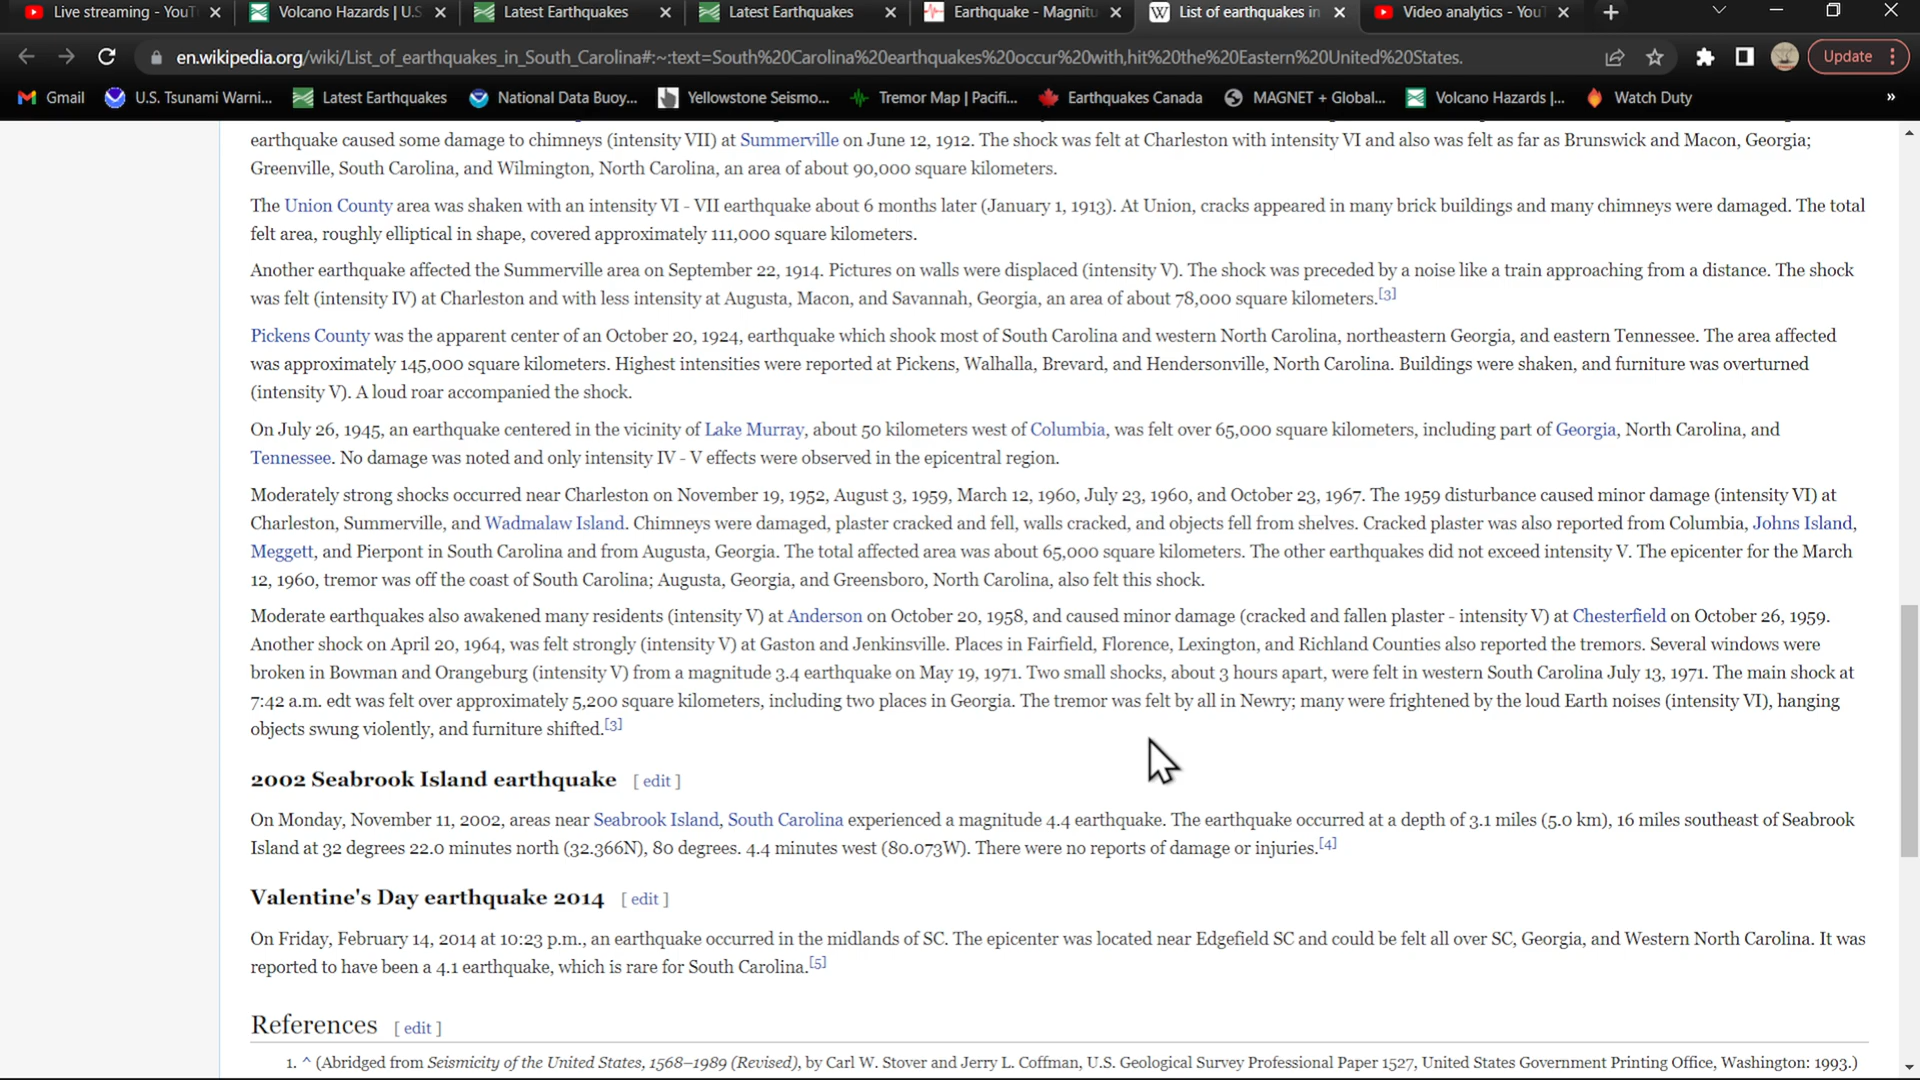 Live streaming - YouT
Volcano Hazards | U.S
Latest Earthquakes
Latest Earthquakes
Earthquake - Magnitu
List of earthquakes in
Video analytics - YouT
en.wikipedia.org/wiki/List_of_earthquakes_in_South_Carolina#:~:text=South%20Carolina%20earthquakes%20occur%20with,hit%20the%20Eastern%20United%20States.
Update
Gmail
U.S. Tsunami Warni...
Latest Earthquakes
National Data Buoy...
Yellowstone Seismo...
Tremor Map | Pacifi...
Earthquakes Canada
MAGNET + Global...
Volcano Hazards |...
Watch Duty
»
earthquake caused some damage to chimneys (intensity VII) at Summerville on June 12, 1912. The shock was felt at Charleston with intensity VI and also was felt as far as Brunswick and Macon, Georgia;
Greenville, South Carolina, and Wilmington, North Carolina, an area of about 90,000 square kilometers.
The Union County area was shaken with an intensity VI - VII earthquake about 6 months later (January 1, 1913). At Union, cracks appeared in many brick buildings and many chimneys were damaged. The total
felt area, roughly elliptical in shape, covered approximately 111,000 square kilometers.
Another earthquake affected the Summerville area on September 22, 1914. Pictures on walls were displaced (intensity V). The shock was preceded by a noise like a train approaching from a distance. The shock
was felt (intensity IV) at Charleston and with less intensity at Augusta, Macon, and Savannah, Georgia, an area of about 78,000 square kilometers.[3]
Pickens County was the apparent center of an October 20, 1924, earthquake which shook most of South Carolina and western North Carolina, northeastern Georgia, and eastern Tennessee. The area affected
was approximately 145,000 square kilometers. Highest intensities were reported at Pickens, Walhalla, Brevard, and Hendersonville, North Carolina. Buildings were shaken, and furniture was overturned
(intensity V). A loud roar accompanied the shock.
On July 26, 1945, an earthquake centered in the vicinity of Lake Murray, about 50 kilometers west of Columbia, was felt over 65,000 square kilometers, including part of Georgia, North Carolina, and
Tennessee. No damage was noted and only intensity IV - V effects were observed in the epicentral region.
Moderately strong shocks occurred near Charleston on November 19, 1952, August 3, 1959, March 12, 1960, July 23, 1960, and October 23, 1967. The 1959 disturbance caused minor damage (intensity VI) at
Charleston, Summerville, and Wadmalaw Island. Chimneys were damaged, plaster cracked and fell, walls cracked, and objects fell from shelves. Cracked plaster was also reported from Columbia, Johns Island,
Meggett, and Pierpont in South Carolina and from Augusta, Georgia. The total affected area was about 65,000 square kilometers. The other earthquakes did not exceed intensity V. The epicenter for the March
12, 1960, tremor was off the coast of South Carolina; Augusta, Georgia, and Greensboro, North Carolina, also felt this shock.
Moderate earthquakes also awakened many residents (intensity V) at Anderson on October 20, 1958, and caused minor damage (cracked and fallen plaster - intensity V) at Chesterfield on October 26, 1959.
Another shock on April 20, 1964, was felt strongly (intensity V) at Gaston and Jenkinsville. Places in Fairfield, Florence, Lexington, and Richland Counties also reported the tremors. Several windows were
broken in Bowman and Orangeburg (intensity V) from a magnitude 3.4 earthquake on May 19, 1971. Two small shocks, about 3 hours apart, were felt in western South Carolina July 13, 1971. The main shock at
7:42 a.m. edt was felt over approximately 5,200 square kilometers, including two places in Georgia. The tremor was felt by all in Newry; many were frightened by the loud Earth noises (intensity VI), hanging
objects swung violently, and furniture shifted.[3]
2002 Seabrook Island earthquake [ edit ]
On Monday, November 11, 2002, areas near Seabrook Island, South Carolina experienced a magnitude 4.4 earthquake. The earthquake occurred at a depth of 3.1 miles (5.0 km), 16 miles southeast of Seabrook
Island at 32 degrees 22.0 minutes north (32.366N), 80 degrees. 4.4 minutes west (80.073W). There were no reports of damage or injuries.[4]
Valentine's Day earthquake 2014 [ edit ]
On Friday, February 14, 2014 at 10:23 p.m., an earthquake occurred in the midlands of SC. The epicenter was located near Edgefield SC and could be felt all over SC, Georgia, and Western North Carolina. It was
reported to have been a 4.1 earthquake, which is rare for South Carolina.[5]
References [ edit ]
1. ^ (Abridged from Seismicity of the United States, 1568–1989 (Revised), by Carl W. Stover and Jerry L. Coffman, U.S. Geological Survey Professional Paper 1527, United States Government Printing Office, Washington: 1993.)